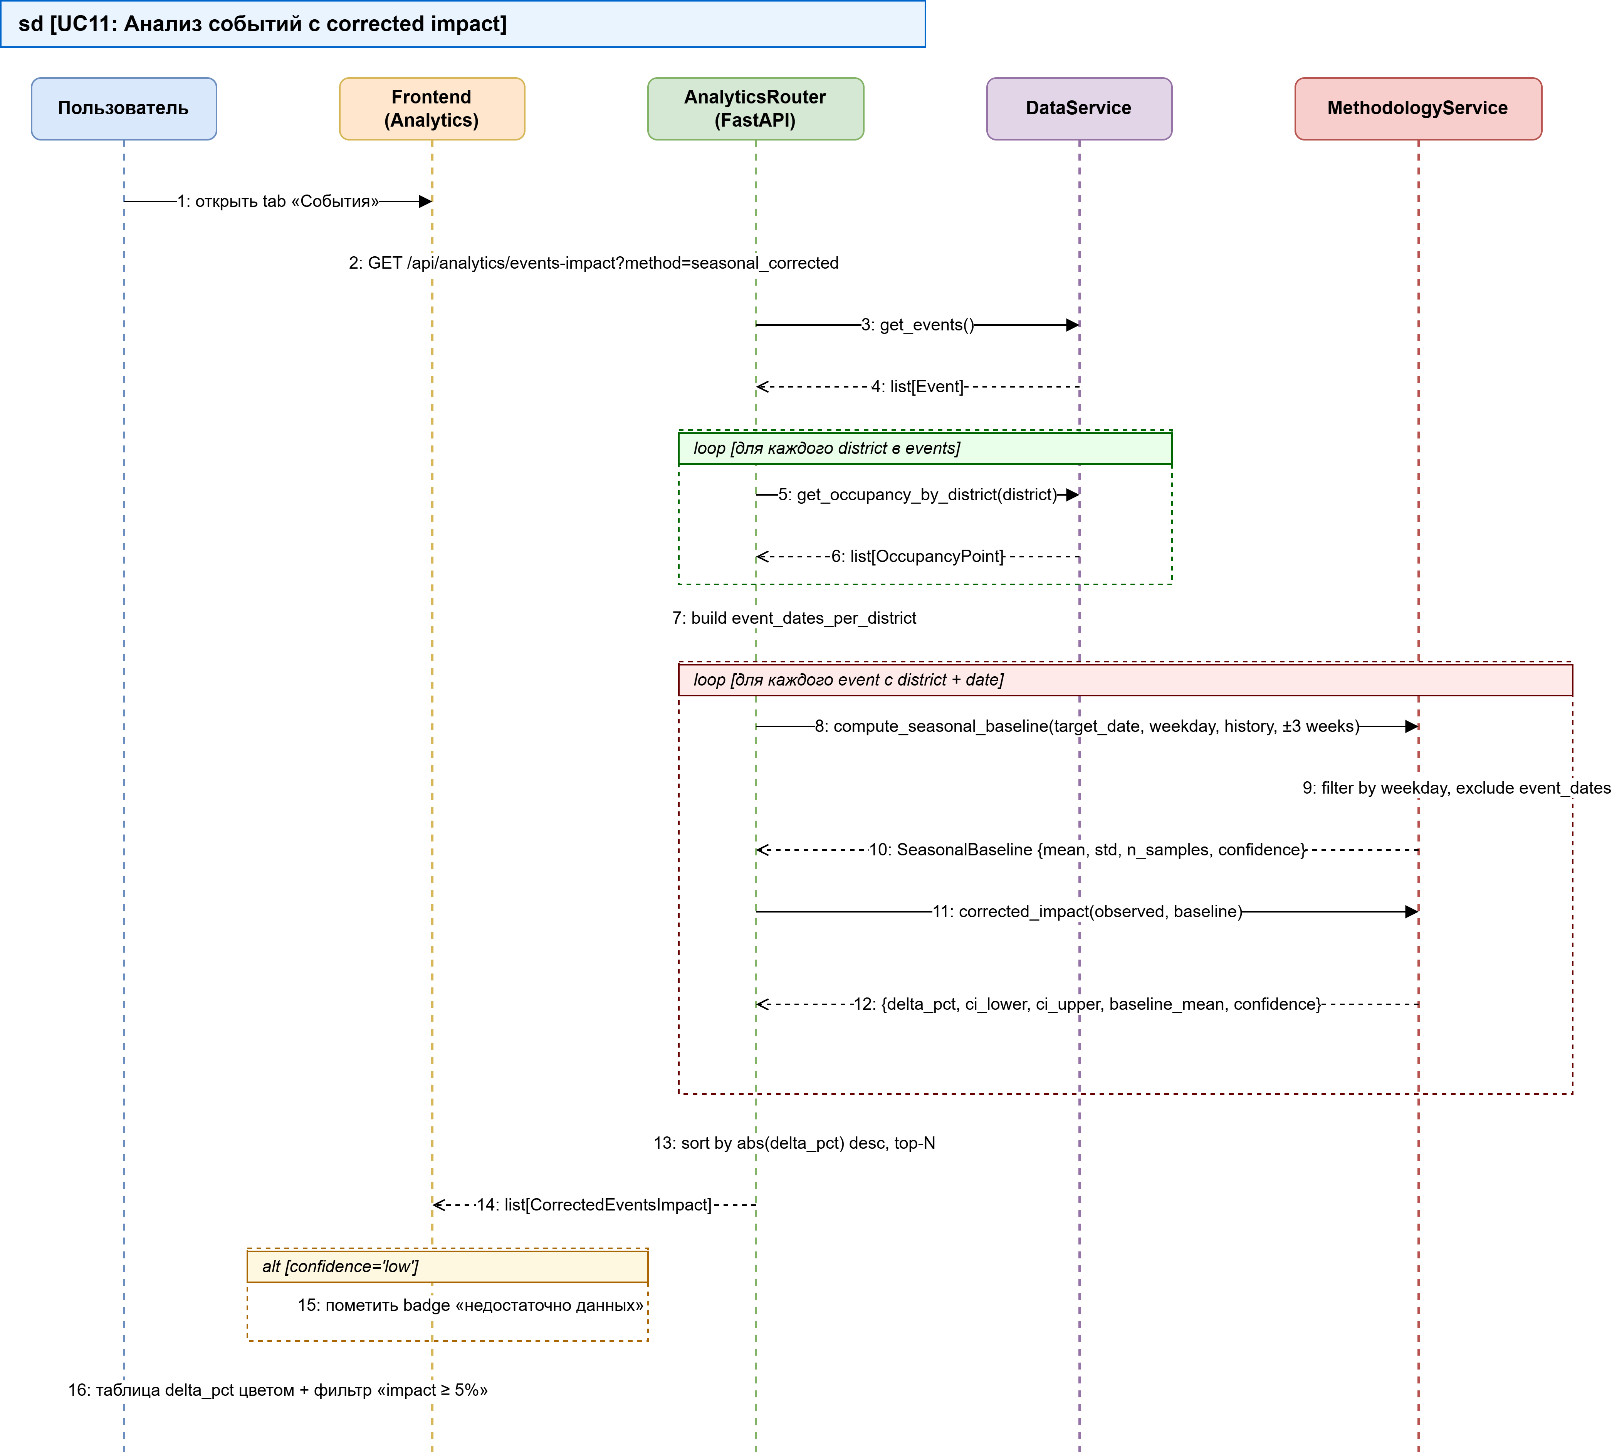 sd [UC11: Анализ событий с corrected impact]
Пользователь
Frontend
(Analytics)
AnalyticsRouter
(FastAPI)
DataService
MethodologyService
1: открыть tab «События»
2: GET /api/analytics/events-impact?method=seasonal_corrected
3: get_events()
4: list[Event]
loop [для каждого district в events]
5: get_occupancy_by_district(district)
6: list[OccupancyPoint]
7: build event_dates_per_district
loop [для каждого event с district + date]
8: compute_seasonal_baseline(target_date, weekday, history, ±3 weeks)
9: filter by weekday, exclude event_dates
10: SeasonalBaseline {mean, std, n_samples, confidence}
11: corrected_impact(observed, baseline)
12: {delta_pct, ci_lower, ci_upper, baseline_mean, confidence}
13: sort by abs(delta_pct) desc, top-N
14: list[CorrectedEventsImpact]
alt [confidence='low']
15: пометить badge «недостаточно данных»
16: таблица delta_pct цветом + фильтр «impact ≥ 5%»